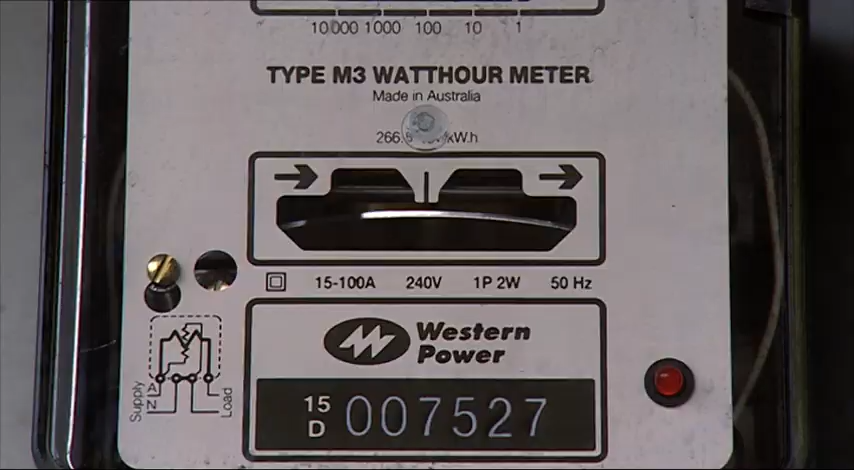 10 000 1000 100 10 1
TYPE M3 WATTHOUR METER
Made in Australia
kW.h
15-100A 240V 1P 2W 50 Hz
Western
Power
Supply A N Load
15
D 007527